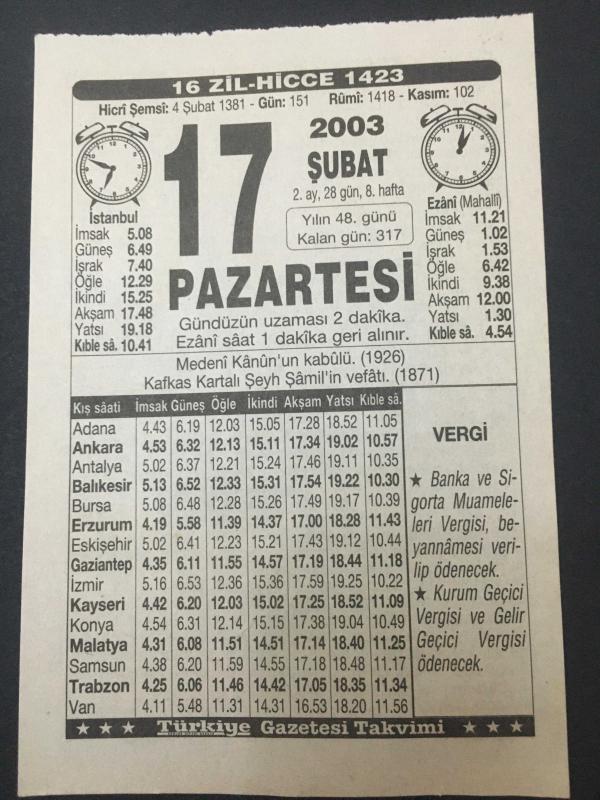 16 ZİL-HİCCE 1423
Hicrî Şemsî: 4 Şubat 1381 - Gün: 151 Rûmî: 1418 - Kasım: 102
17
2003
ŞUBAT
2. ay, 28 gün, 8. hafta
Yılın 48. günü
Kalan gün: 317
PAZARTESİ
Gündüzün uzaması 2 dakîka.
Ezânî sâat 1 dakîka geri alınır.
İstanbul
İmsak 5.08
Güneş 6.49
İşrak 7.40
Öğle 12.29
İkindi 15.25
Akşam 17.48
Yatsı 19.18
Kıble sâ. 10.41
Ezânî (Mahallî)
İmsak 11.21
Güneş 1.02
İşrak 1.53
Öğle 6.42
İkindi 9.38
Akşam 12.00
Yatsı 1.30
Kıble sâ. 4.54
Medenî Kânûn'un kabûlü. (1926)
Kafkas Kartalı Şeyh Şâmil'in vefâtı. (1871)
Kış sâati İmsak Güneş Öğle İkindi Akşam Yatsı Kıble sâ.
Adana 4.43 6.19 12.03 15.05 17.28 18.52 11.05
Ankara 4.53 6.32 12.13 15.11 17.34 19.02 10.57
Antalya 5.02 6.37 12.21 15.24 17.46 19.11 10.35
Balıkesir 5.13 6.52 12.33 15.31 17.54 19.22 10.30
Bursa 5.08 6.48 12.28 15.26 17.49 19.17 10.39
Erzurum 4.19 5.58 11.39 14.37 17.00 18.28 11.43
Eskişehir 5.02 6.41 12.23 15.21 17.43 19.12 10.44
Gaziantep 4.35 6.11 11.55 14.57 17.19 18.44 11.18
İzmir 5.16 6.53 12.36 15.36 17.59 19.25 10.22
Kayseri 4.42 6.20 12.03 15.02 17.25 18.52 11.09
Konya 4.54 6.31 12.14 15.15 17.38 19.04 10.49
Malatya 4.31 6.08 11.51 14.51 17.14 18.40 11.25
Samsun 4.38 6.20 11.59 14.55 17.18 18.48 11.17
Trabzon 4.25 6.06 11.46 14.42 17.05 18.35 11.34
Van 4.11 5.48 11.31 14.31 16.53 18.20 11.56
VERGİ
★ Banka ve Si-
gorta Muamele-
leri Vergisi, be-
yannâmesi veri-
lip ödenecek.
★ Kurum Geçici
Vergisi ve Gelir
Geçici Vergisi
ödenecek.
★ ★ ★ Türkiye Gazetesi Takvimi ★ ★ ★